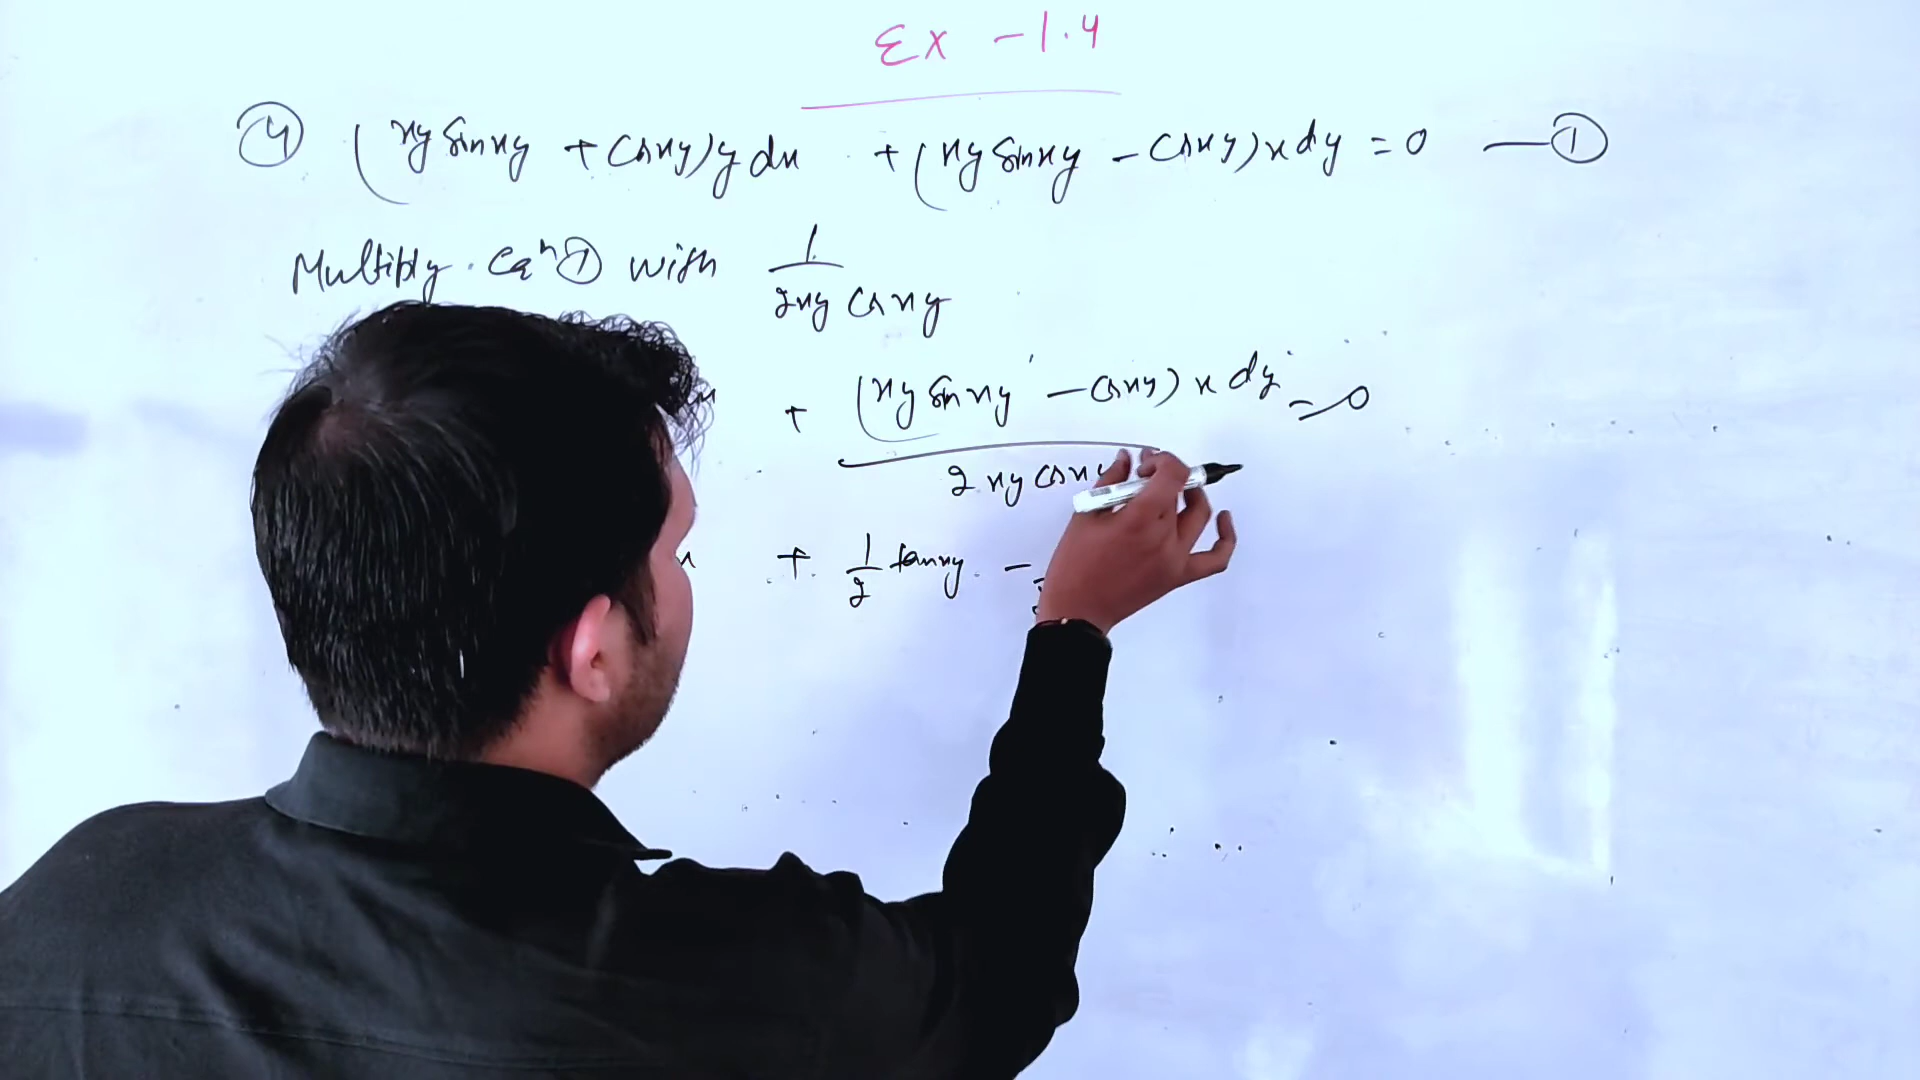 Ex - 1.4
④ (xy sinxy + cosxy)y dx + (xy sinxy - cosxy)x dy = 0 — ①
Multiply. Eqⁿ ① with 1/(2xy cosxy)
+ (xy sinxy - cosxy) x dy / 2xy cosxy = 0
+ 1/2 tanxy -